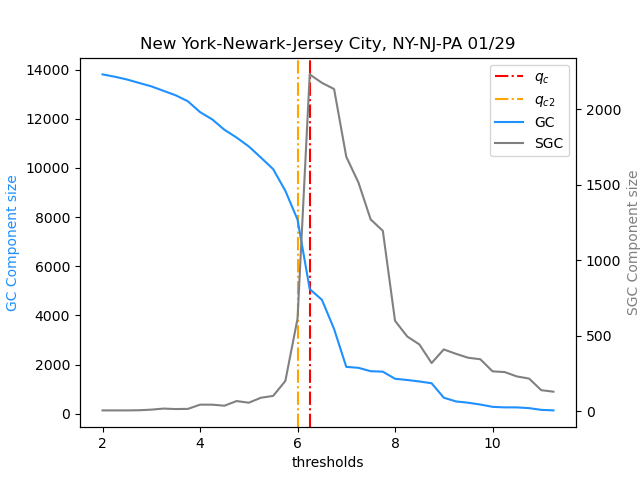 New York-Newark-Jersey City, NY-NJ-PA 01/29
14000
12000
10000
8000
6000
4000
2000
0
GC Component size
2
4
6
8
10
thresholds
2000
1500
1000
500
0
SGC Component size
q_c
q_{c2}
GC
SGC